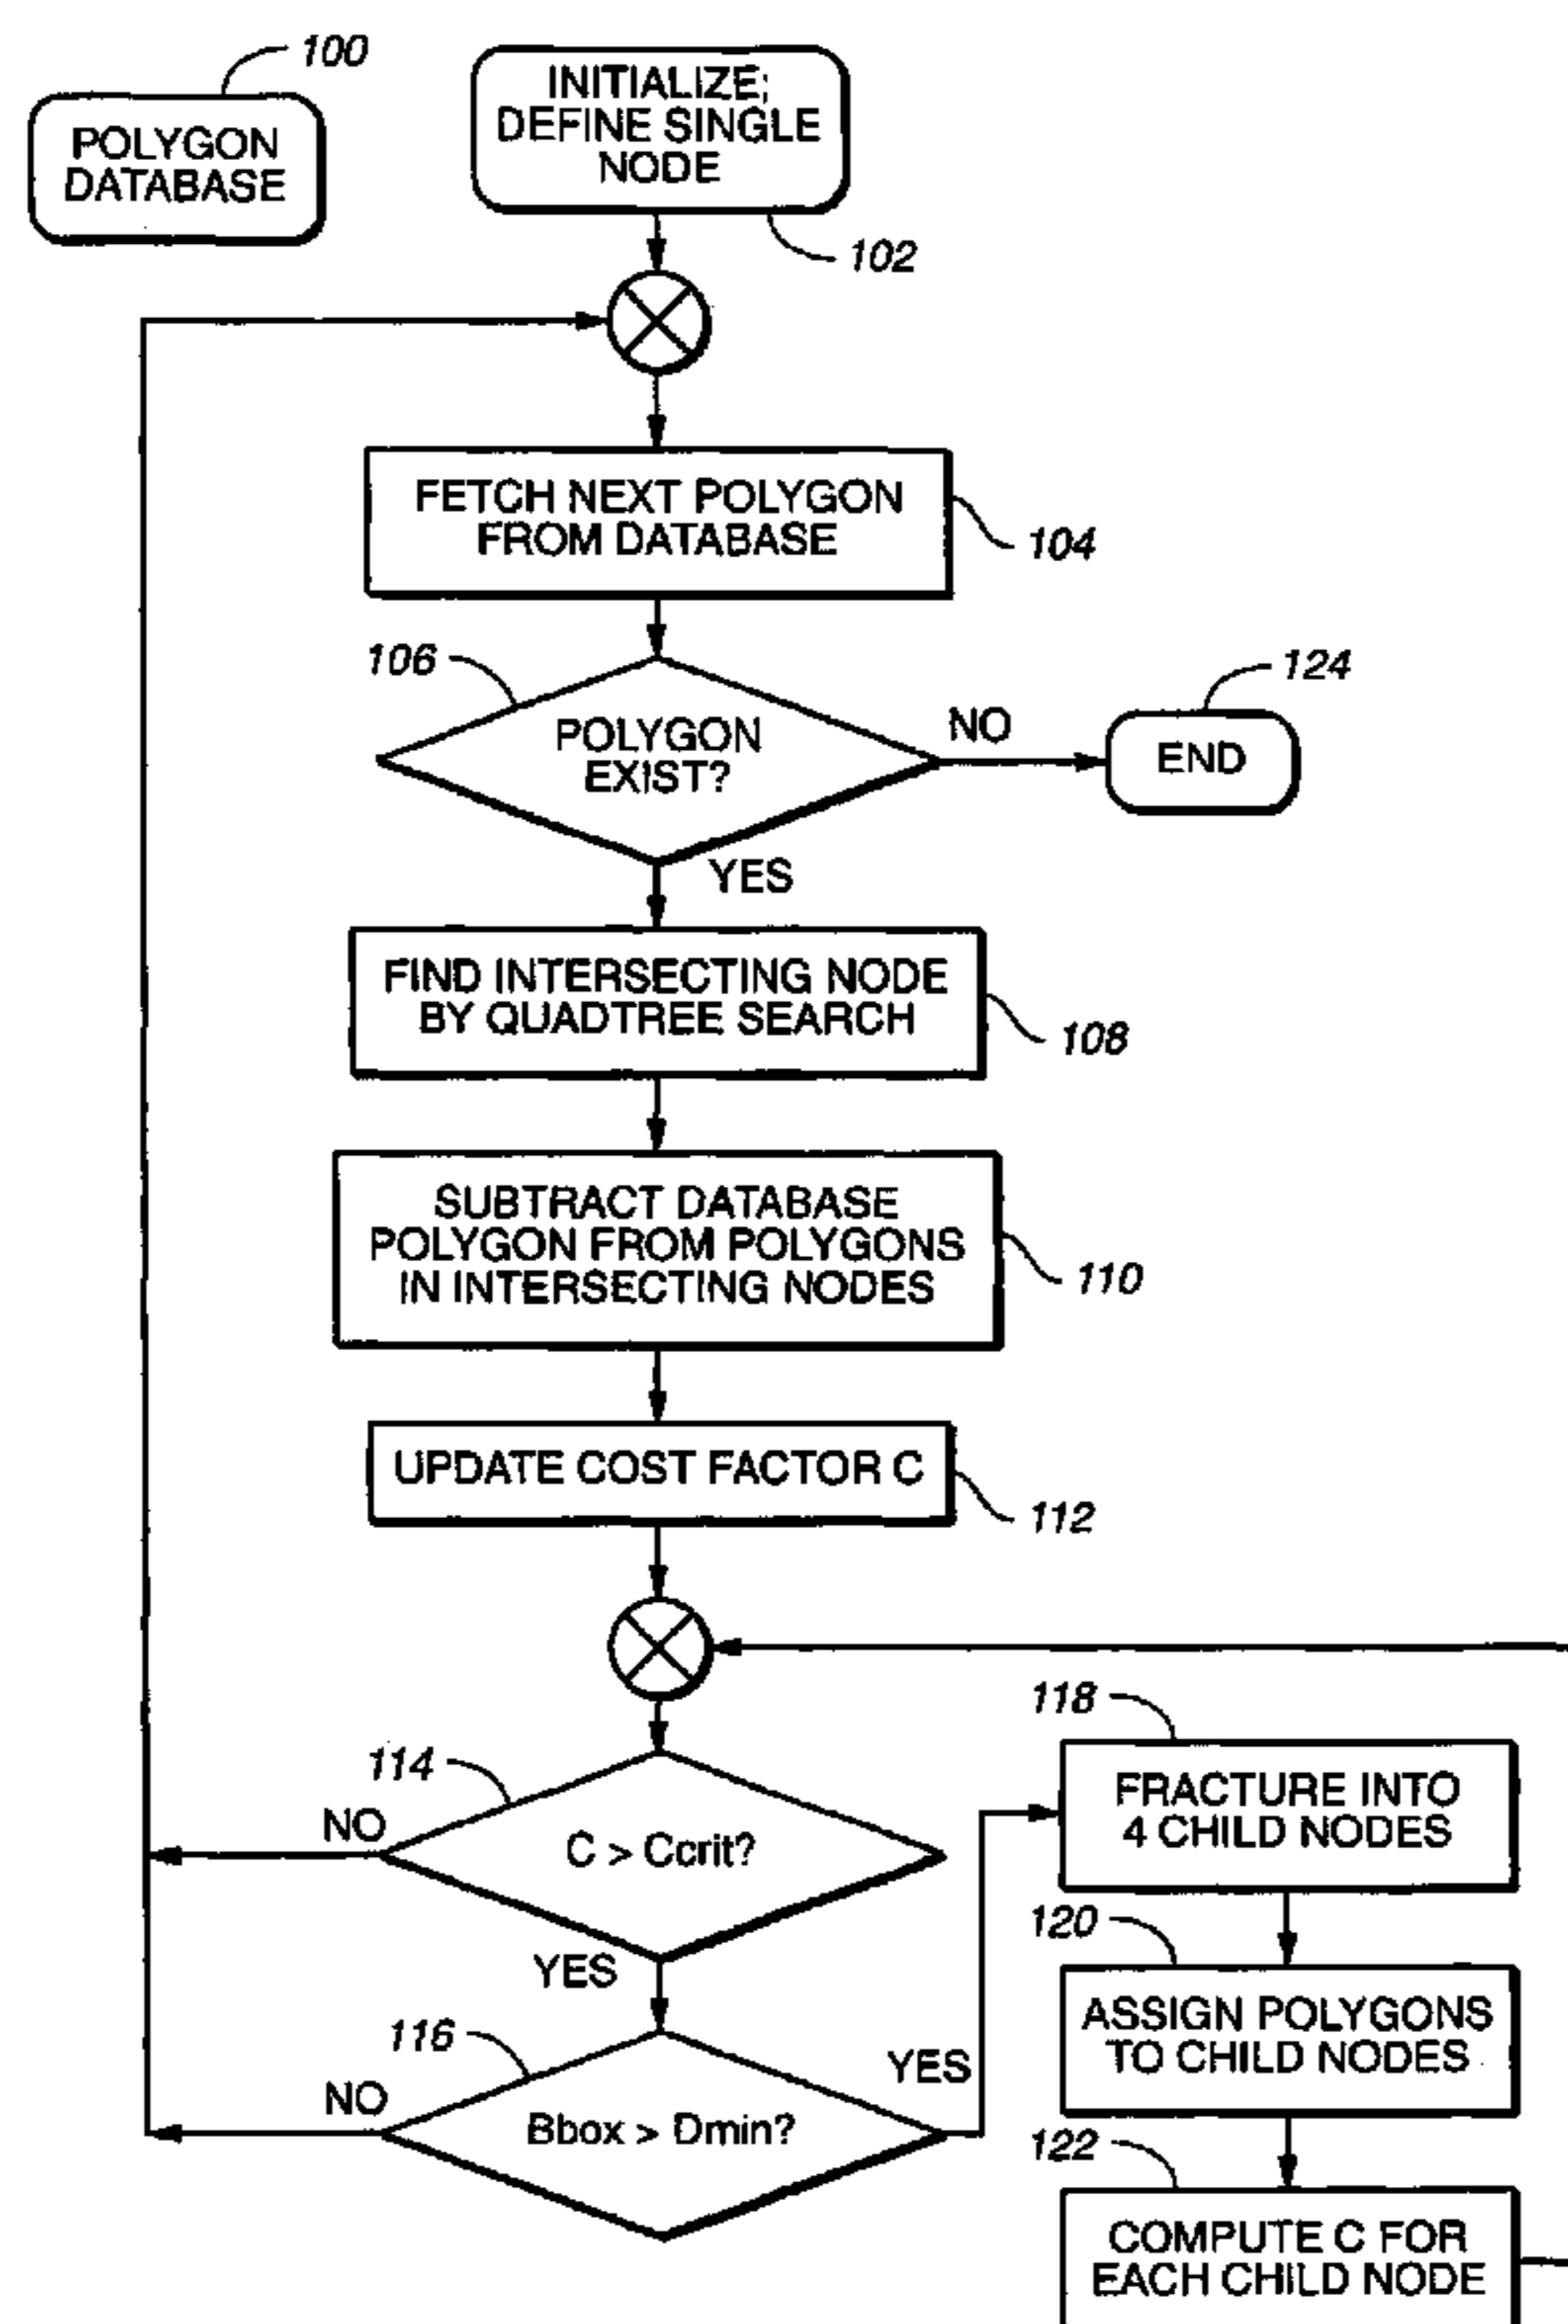 100
POLYGON
DATABASE
INITIALIZE;
DEFINE SINGLE
NODE
102
FETCH NEXT POLYGON
FROM DATABASE
104
106
POLYGON
EXIST?
NO
124
END
YES
FIND INTERSECTING NODE
BY QUADTREE SEARCH
108
SUBTRACT DATABASE
POLYGON FROM POLYGONS
IN INTERSECTING NODES
110
UPDATE COST FACTOR C
112
114
NO
C > Ccrit?
YES
116
NO
Bbox > Dmin?
YES
118
FRACTURE INTO
4 CHILD NODES
120
ASSIGN POLYGONS
TO CHILD NODES
122
COMPUTE C FOR
EACH CHILD NODE